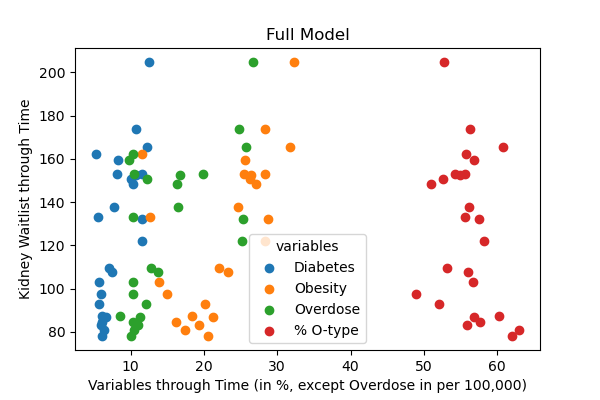 Full Model
Kidney Waitlist through Time
200
180
160
140
120
100
80
variables
Diabetes
Obesity
Overdose
% O-type
10 20 30 40 50 60
Variables through Time (in %, except Overdose in per 100,000)